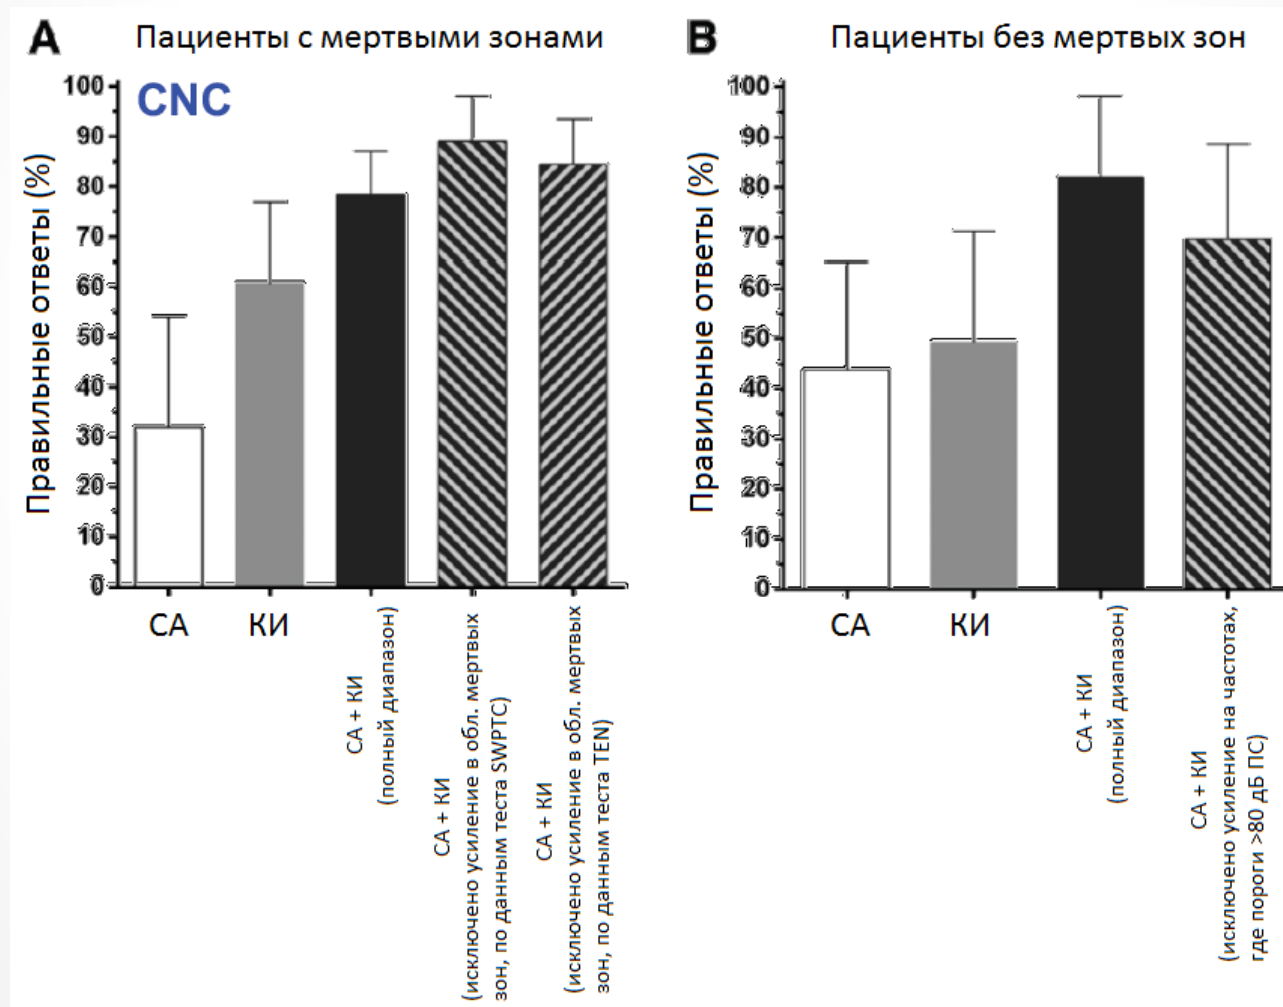 A
Пациенты с мертвыми зонами
CNC
Правильные ответы (%)
100
90
80
70
60
50
40
30
20
10
0
СА
КИ
СА + КИ
(полный диапазон)
СА + КИ
(исключено усиление в обл. мертвых
зон, по данным теста SWPTC)
СА + КИ
(исключено усиление в обл. мертвых
зон, по данным теста TEN)
B
Пациенты без мертвых зон
Правильные ответы (%)
100
90
80
70
60
50
40
30
20
10
0
СА
КИ
СА + КИ
(полный диапазон)
СА + КИ
(исключено усиление на частотах,
где пороги >80 дБ ПС)